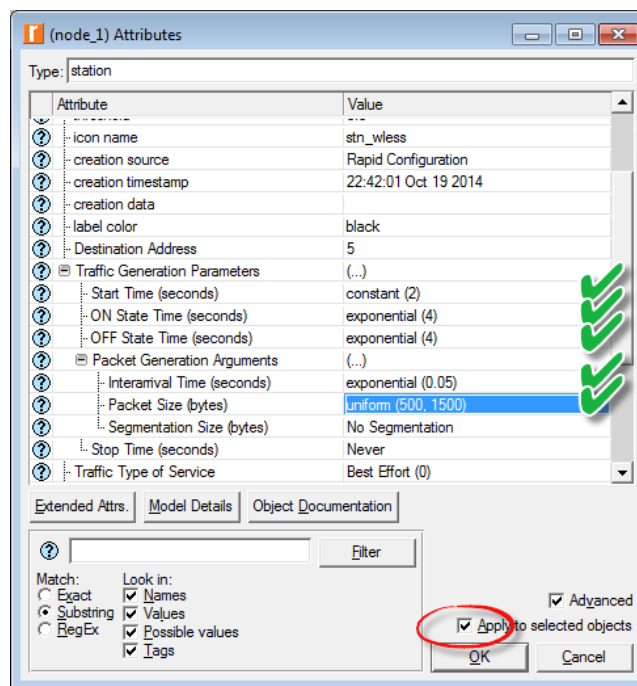 (node_1) Attributes
Type: station
Attribute Value
icon name stn_wless
creation source Rapid Configuration
creation timestamp 22:42:01 Oct 19 2014
creation data
label color black
Destination Address 5
Traffic Generation Parameters (...)
Start Time (seconds) constant (2)
ON State Time (seconds) exponential (4)
OFF State Time (seconds) exponential (4)
Packet Generation Arguments (...)
Interarrival Time (seconds) exponential (0.05)
Packet Size (bytes) uniform (500, 1500)
Segmentation Size (bytes) No Segmentation
Stop Time (seconds) Never
Traffic Type of Service Best Effort (0)
Extended Attrs. Model Details Object Documentation
Filter
Match: Look in:
Exact Names
Substring Values
RegEx Possible values
Tags
Advanced
Apply to selected objects
OK Cancel